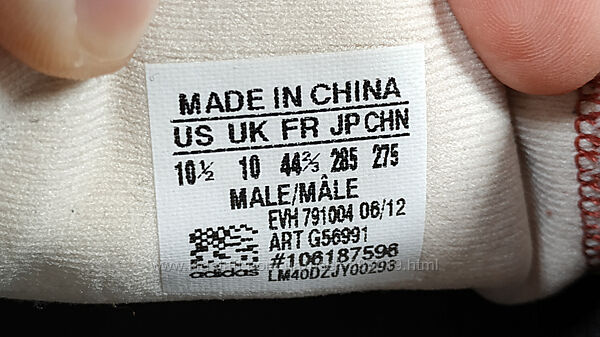 MADE IN CHINA
US UK FR JP CHN
10½ 10 44⅔ 285 275
MALE/MÂLE
EVH 791004 06/12
ART G56991
#106187596
adidas LM40DZJY00293